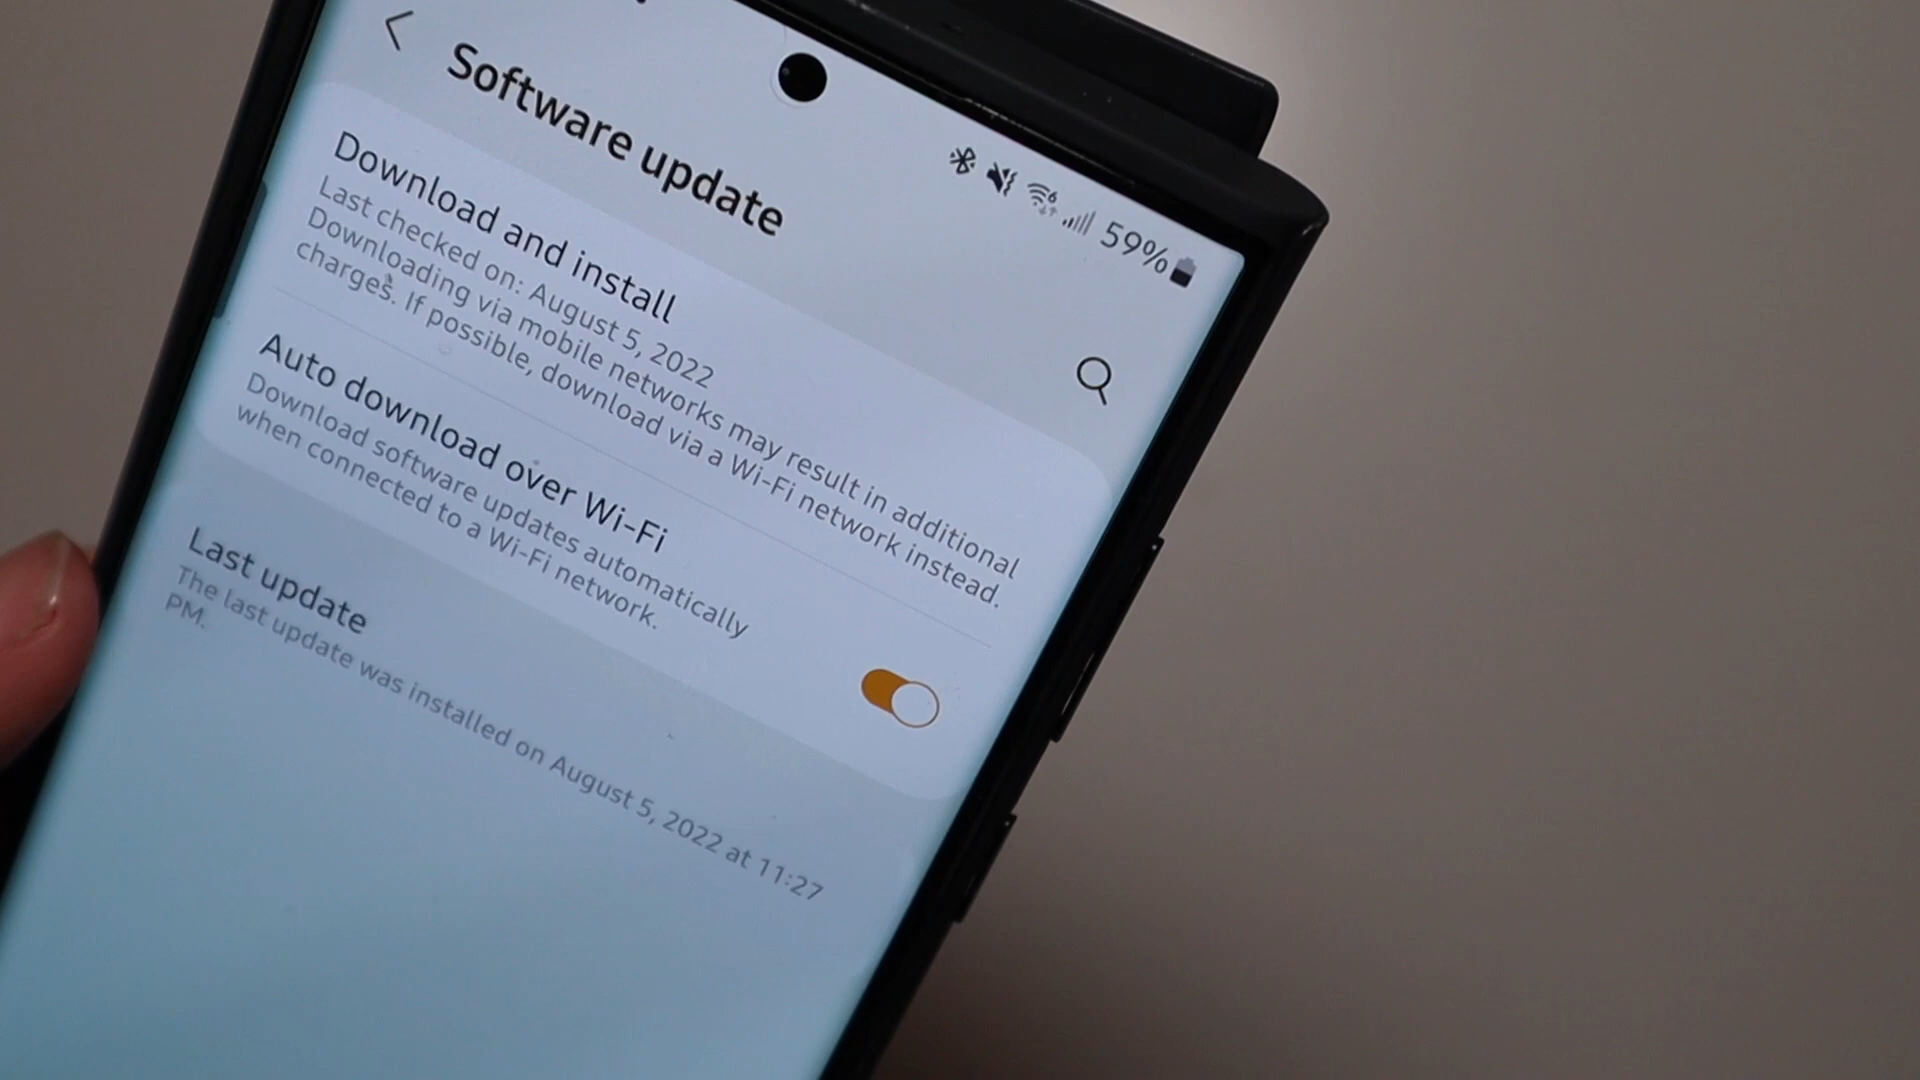 59%
Software update
Download and install
Last checked on: August 5, 2022
Downloading via mobile networks may result in additional
charges. If possible, download via a Wi-Fi network instead.
Auto download over Wi-Fi
Download software updates automatically
when connected to a Wi-Fi network.
Last update
The last update was installed on August 5, 2022 at 11:27
PM.